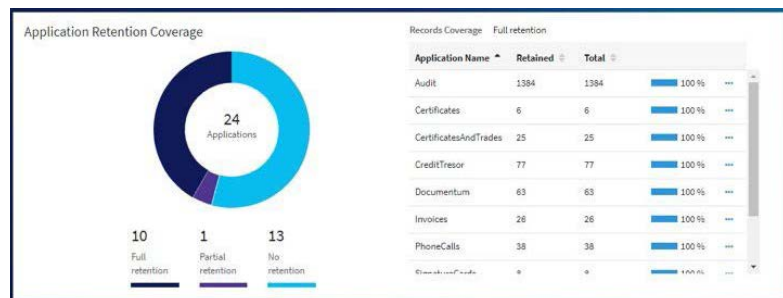 Application Retention Coverage
24
Applications
10
Full
retention
1
Partial
retention
13
No
retention
Records Coverage Full retention
Application Name Retained Total
Audit 1384 1384 100 %
Certificates 6 6 100 %
CertificatesAndTrades 25 25 100 %
CreditTresor 77 77 100 %
Documentum 63 63 100 %
Invoices 26 26 100 %
PhoneCalls 38 38 100 %
SignatureCards 100 %